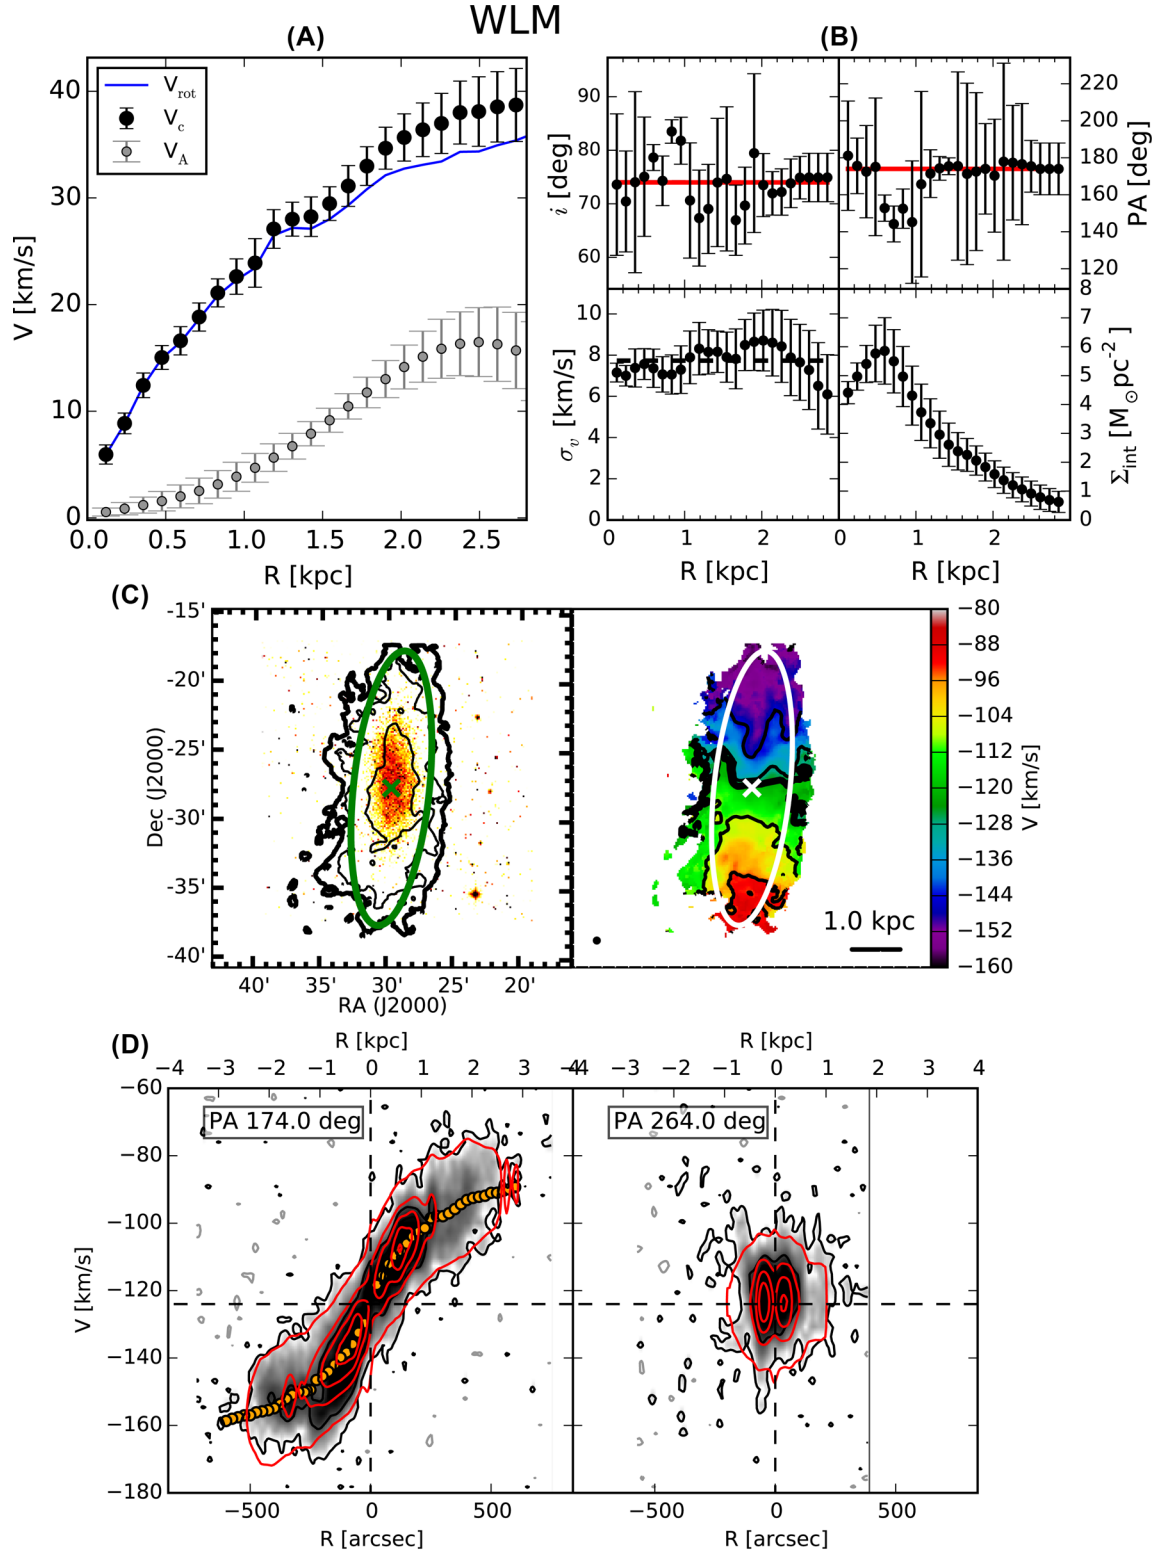 WLM
(A)
(B)
V [km/s]
40
30
20
10
0
V_rot
V_c
V_A
0.0 0.5 1.0 1.5 2.0 2.5
R [kpc]
i [deg]
90
80
70
60
PA [deg]
220
200
180
160
140
120
σ_v [km/s]
10
8
6
4
2
0
Σ_int [M_⊙pc^-2]
8
7
6
5
4
3
2
1
0
0 1 2
0 1 2
R [kpc]
R [kpc]
(C)
Dec (J2000)
-15'
-20'
-25'
-30'
-35'
-40'
40' 35' 30' 25' 20'
RA (J2000)
1.0 kpc
−80
−88
−96
−104
−112
−120
−128
−136
−144
−152
−160
V [km/s]
(D)
R [kpc]
R [kpc]
−4 −3 −2 −1 0 1 2 3 4
−4 −3 −2 −1 0 1 2 3 4
PA 174.0 deg
PA 264.0 deg
V [km/s]
−60
−80
−100
−120
−140
−160
−180
−500 0 500
−500 0 500
R [arcsec]
R [arcsec]